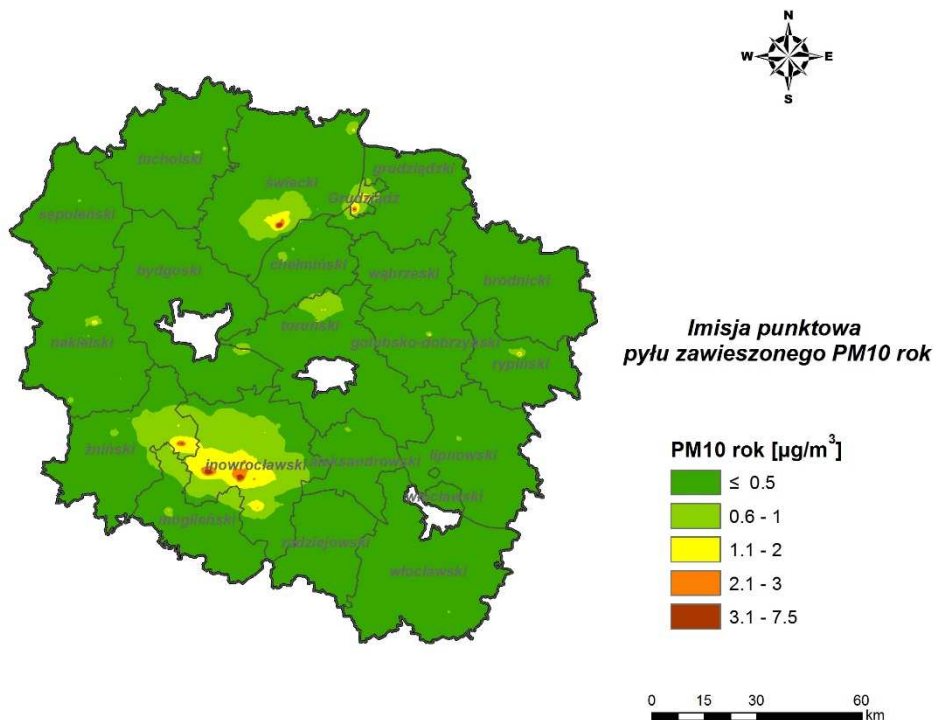 N
W E
S
tucholski
grudziądzki
świecki
Grudziądz
sępoleński
bydgoski
chełmiński
wąbrzeski
brodnicki
toruński
nakielski
golubsko-dobrzyński
rypiński
Imisja punktowa
pyłu zawieszonego PM10 rok
żniński
inowrocławski
aleksandrowski
lipnowski
włocławski
mogileński
radziejowski
włocławski
PM10 rok [µg/m³]
≤ 0.5
0.6 - 1
1.1 - 2
2.1 - 3
3.1 - 7.5
0 15 30 60
km